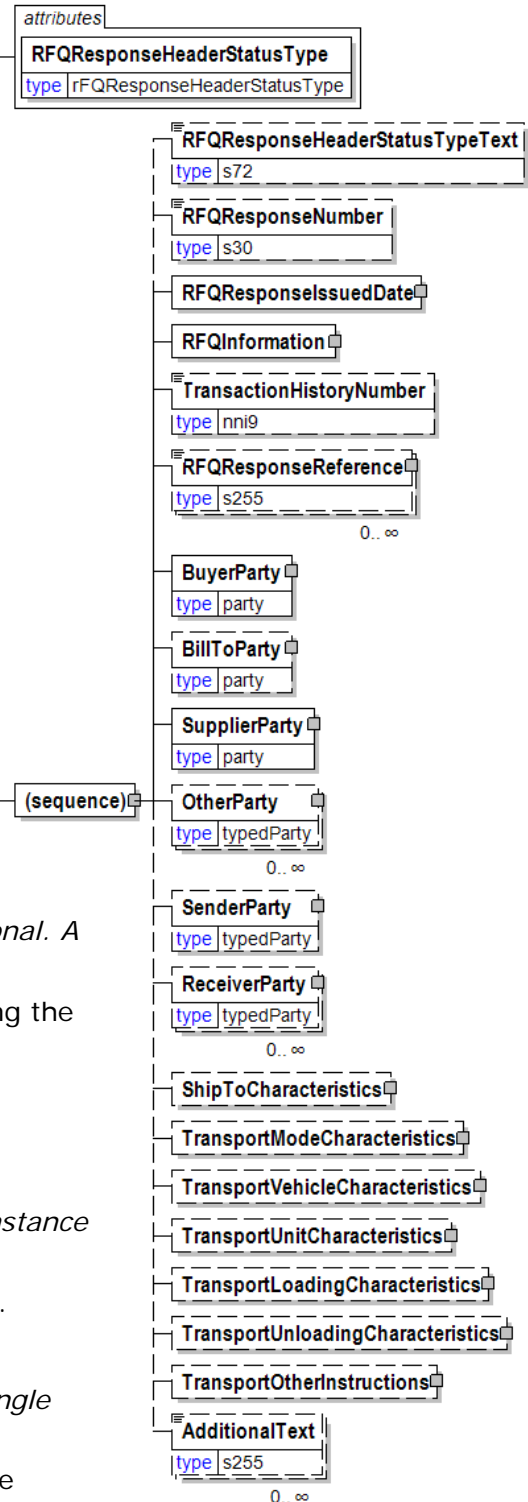 attributes
RFQResponseHeaderStatusType
type rFQResponseHeaderStatusType
RFQResponseHeaderStatusTypeText
type s72
RFQResponseNumber
type s30
RFQResponseIssuedDate
RFQInformation
TransactionHistoryNumber
type nni9
RFQResponseReference
type s255
0.. ∞
BuyerParty
type party
BillToParty
type party
SupplierParty
type party
(sequence)
OtherParty
type typedParty
0.. ∞
onal. A
SenderParty
type typedParty
ng the
ReceiverParty
type typedParty
0.. ∞
ShipToCharacteristics
TransportModeCharacteristics
TransportVehicleCharacteristics
nstance
TransportUnitCharacteristics
TransportLoadingCharacteristics
.
TransportUnloadingCharacteristics
TransportOtherInstructions
ngle
AdditionalText
type s255
e
0.. ∞